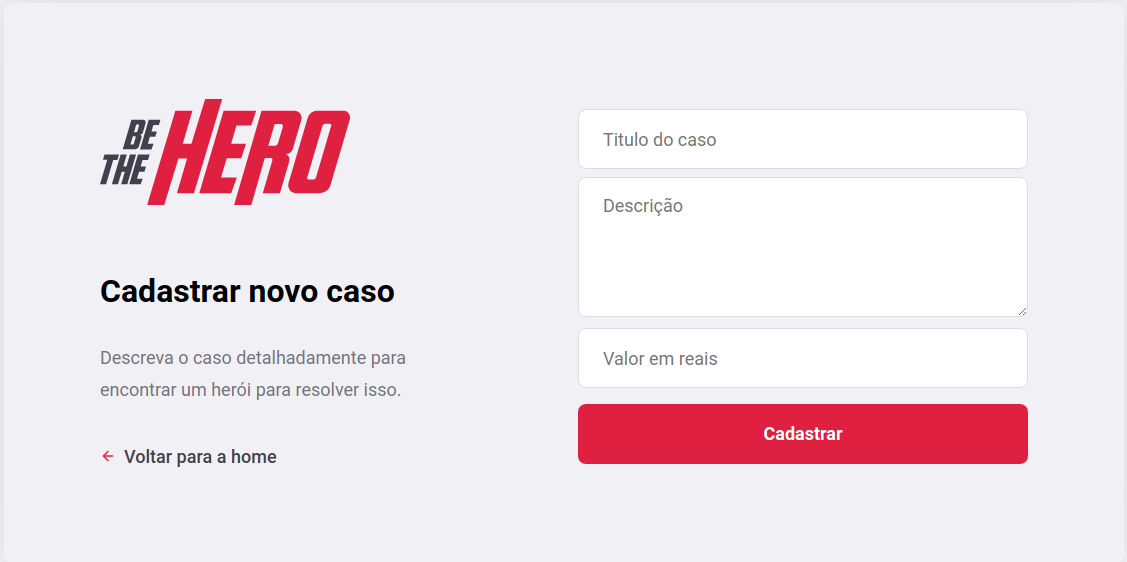 BE
THE HERO
Cadastrar novo caso
Descreva o caso detalhadamente para
encontrar um herói para resolver isso.
Voltar para a home
Titulo do caso
Descrição
Valor em reais
Cadastrar